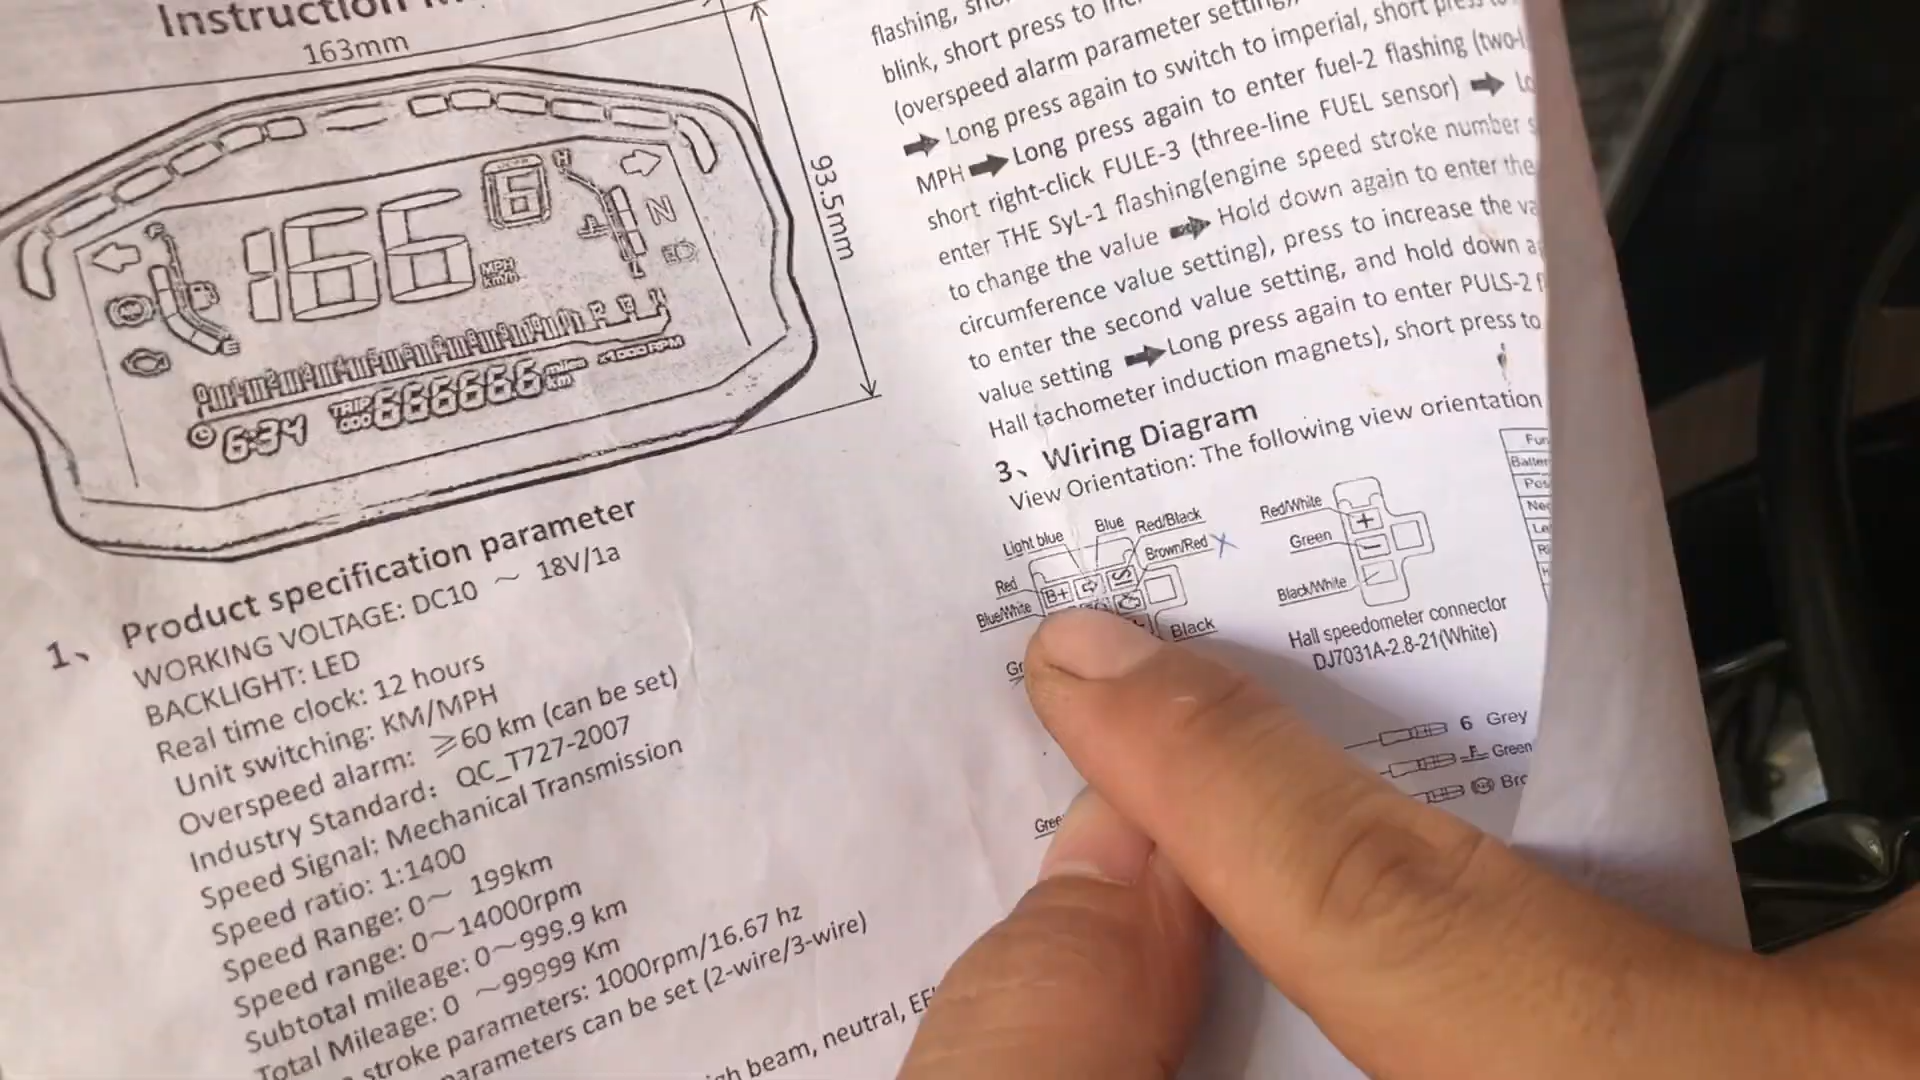 Instruction
163mm
93.5mm
166
MPH
km/h
6
H
N
L
F
E
0 12 13 14
x1000RPM
6:34
TRIP
ODO
666666.6
miles
km
1、 Product specification parameter
WORKING VOLTAGE: DC10 ～ 18V/1a
BACKLIGHT: LED
Real time clock: 12 hours
Unit switching: KM/MPH
Overspeed alarm: ≥60 km (can be set)
Industry Standard: QC_T727-2007
Speed Signal: Mechanical Transmission
Speed ratio: 1:1400
Speed Range: 0～ 199km
Speed range: 0～14000rpm
Subtotal mileage: 0～999.9 km
Total Mileage: 0 ～99999 Km
stroke parameters: 1000rpm/16.67 hz
parameters can be set (2-wire/3-wire)
beam, neutral,
flashing,
blink, short press to
(overspeed alarm parameter setting),
➡ Long press again to switch to imperial, short press to
MPH ➡ Long press again to enter fuel-2 flashing
short right-click FULE-3 (three-line FUEL sensor) ➡
enter THE SyL-1 flashing(engine speed stroke number
to change the value ➡ Hold down again to enter the
circumference value setting), press to increase the
to enter the second value setting, and hold down
value setting ➡ Long press again to enter PULS-2
Hall tachometer induction magnets), short press to
3、 Wiring Diagram
View Orientation: The following view orientation
Light blue
Blue
Red/Black
Brown/Red X
Red
Blue/White
B+
Black
Red/White
+
Green
−
Black/White
Hall speedometer connector
DJ7031A-2.8-21(White)
6 Grey
F Green